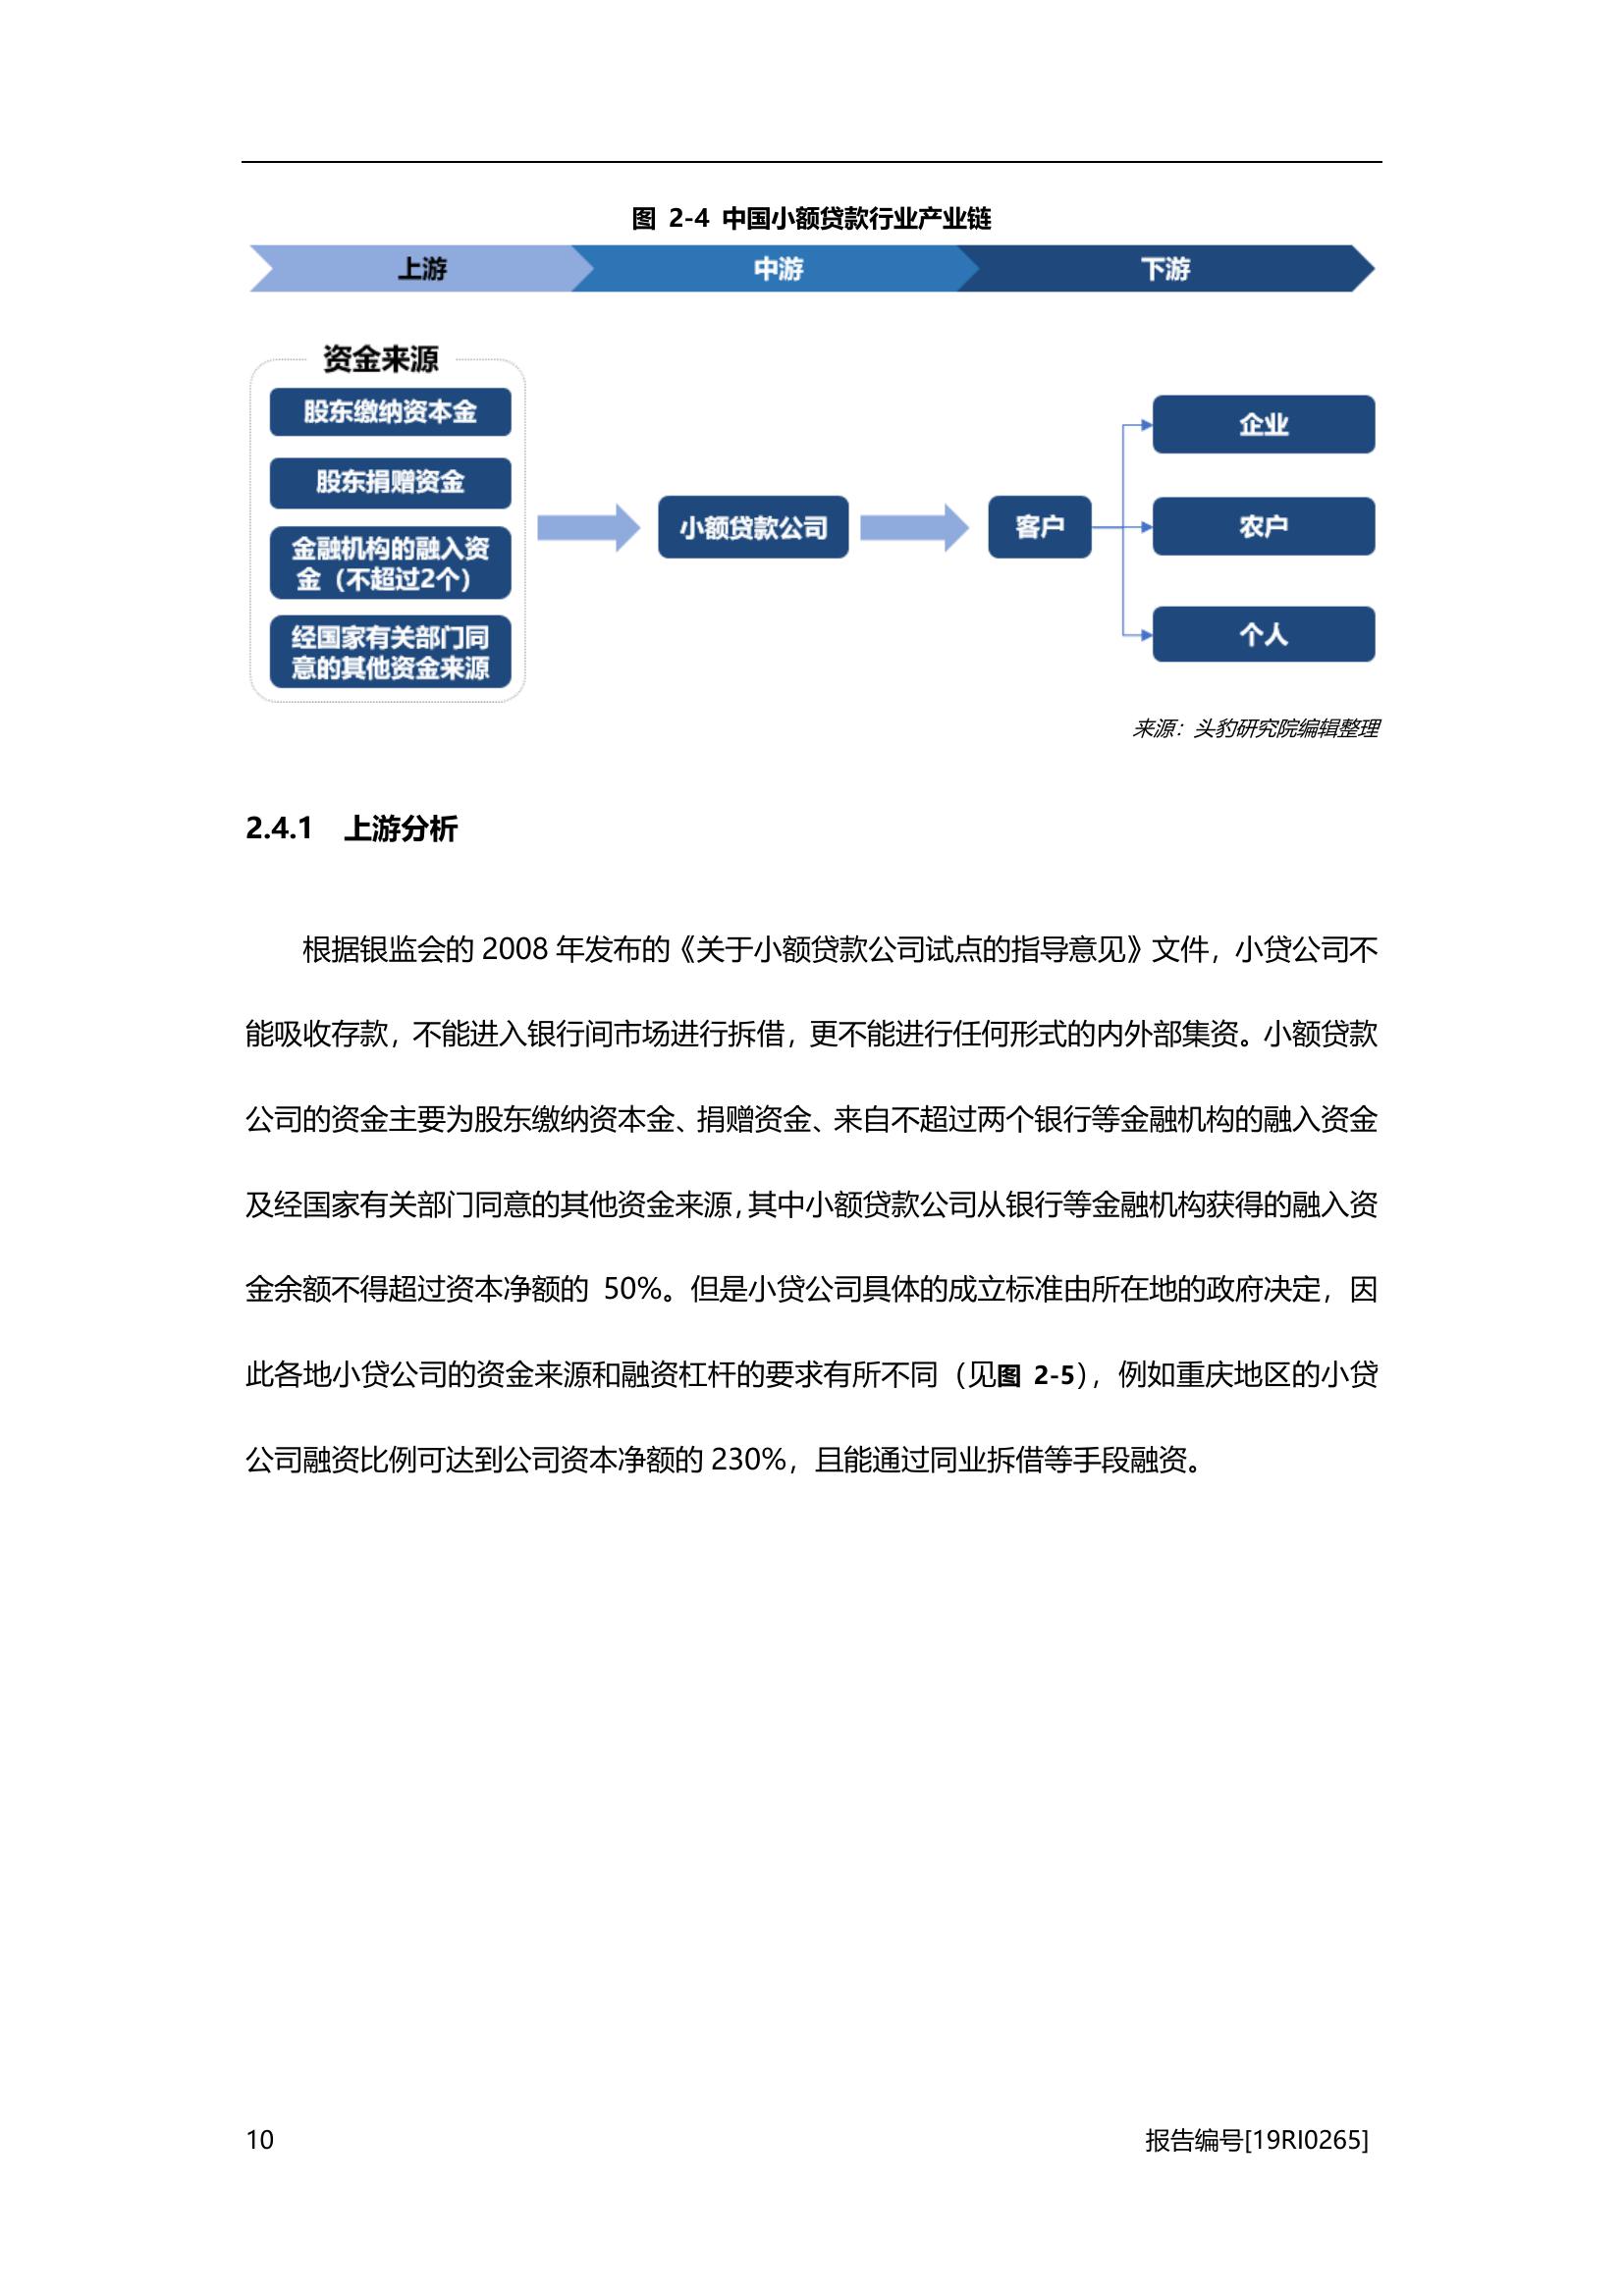 图 2-4 中国小额贷款行业产业链
上游
中游
下游
资金来源
股东缴纳资本金
股东捐赠资金
金融机构的融入资
金（不超过2个）
经国家有关部门同
意的其他资金来源
小额贷款公司
客户
企业
农户
个人
来源：头豹研究院编辑整理
2.4.1 上游分析
根据银监会的 2008 年发布的《关于小额贷款公司试点的指导意见》文件，小贷公司不
能吸收存款，不能进入银行间市场进行拆借，更不能进行任何形式的内外部集资。小额贷款
公司的资金主要为股东缴纳资本金、捐赠资金、来自不超过两个银行等金融机构的融入资金
及经国家有关部门同意的其他资金来源，其中小额贷款公司从银行等金融机构获得的融入资
金余额不得超过资本净额的 50%。但是小贷公司具体的成立标准由所在地的政府决定，因
此各地小贷公司的资金来源和融资杠杆的要求有所不同（见图 2-5），例如重庆地区的小贷
公司融资比例可达到公司资本净额的 230%，且能通过同业拆借等手段融资。
10
报告编号[19RI0265]